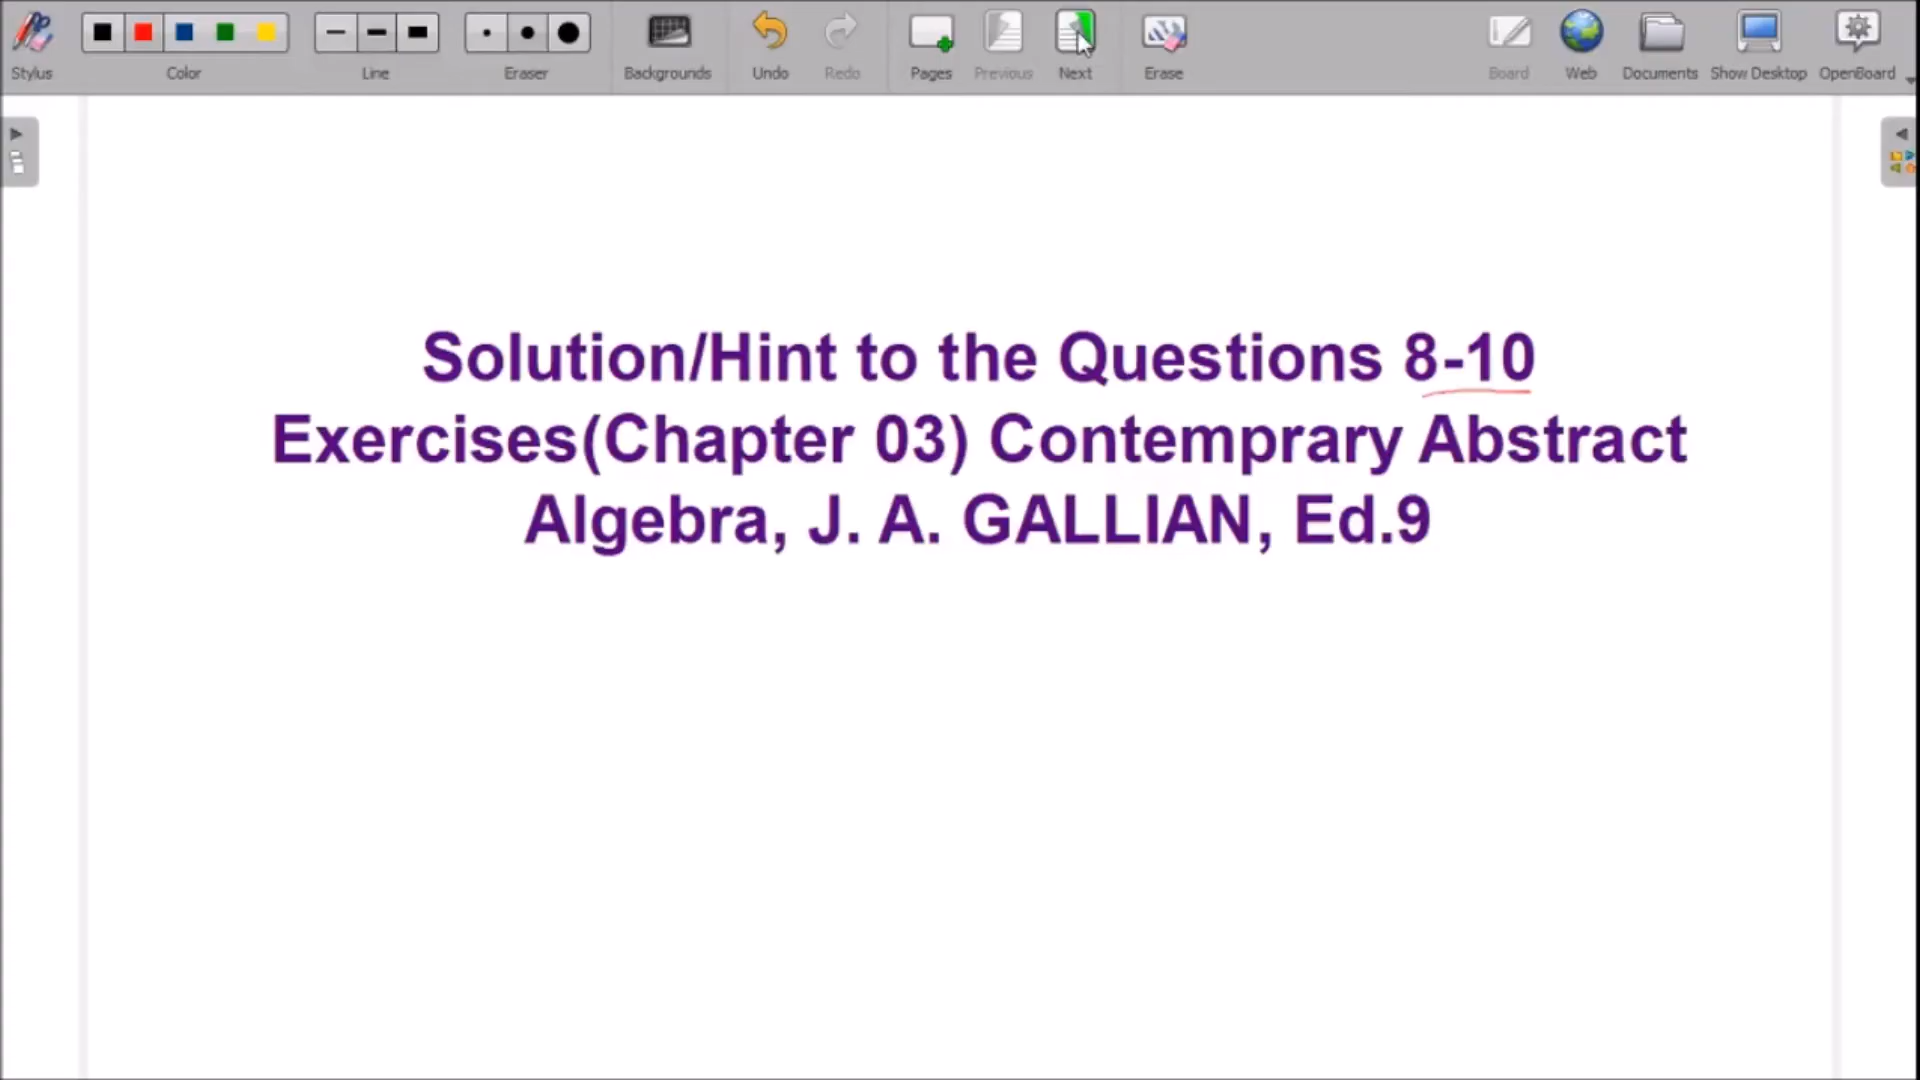 Stylus Color Line Eraser Backgrounds Undo Redo Pages Previous Next Erase Board Web Documents Show Desktop OpenBoard
Solution/Hint to the Questions 8-10
Exercises(Chapter 03) Contemprary Abstract
Algebra, J. A. GALLIAN, Ed.9